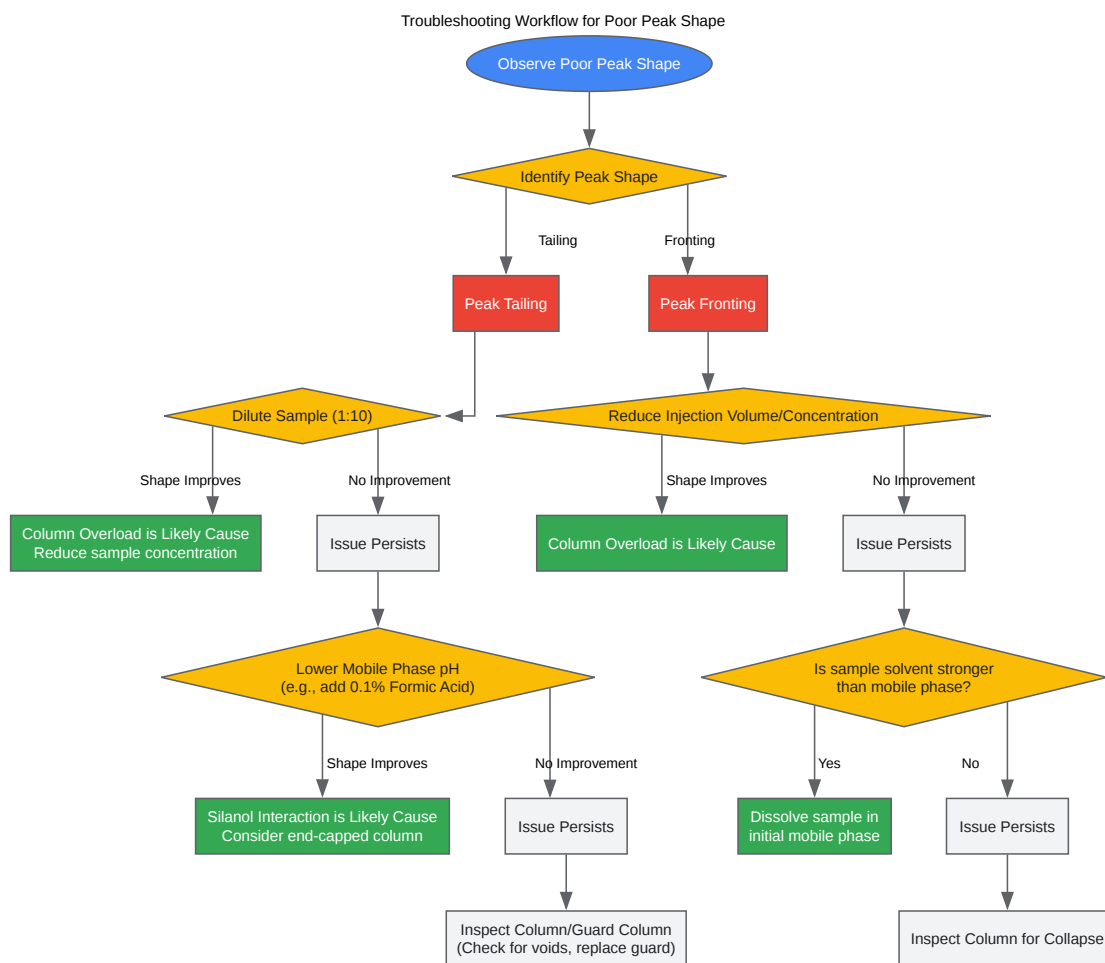 Troubleshooting Workflow for Poor Peak Shape
Observe Poor Peak Shape
Identify Peak Shape
Tailing
Fronting
Peak Tailing
Peak Fronting
Dilute Sample (1:10)
Reduce Injection Volume/Concentration
Shape Improves
No Improvement
Shape Improves
No Improvement
Column Overload is Likely Cause
Reduce sample concentration
Issue Persists
Column Overload is Likely Cause
Issue Persists
Lower Mobile Phase pH
(e.g., add 0.1% Formic Acid)
Is sample solvent stronger
than mobile phase?
Shape Improves
No Improvement
Yes
No
Silanol Interaction is Likely Cause
Consider end-capped column
Issue Persists
Dissolve sample in
initial mobile phase
Issue Persists
Inspect Column/Guard Column
(Check for voids, replace guard)
Inspect Column for Collapse